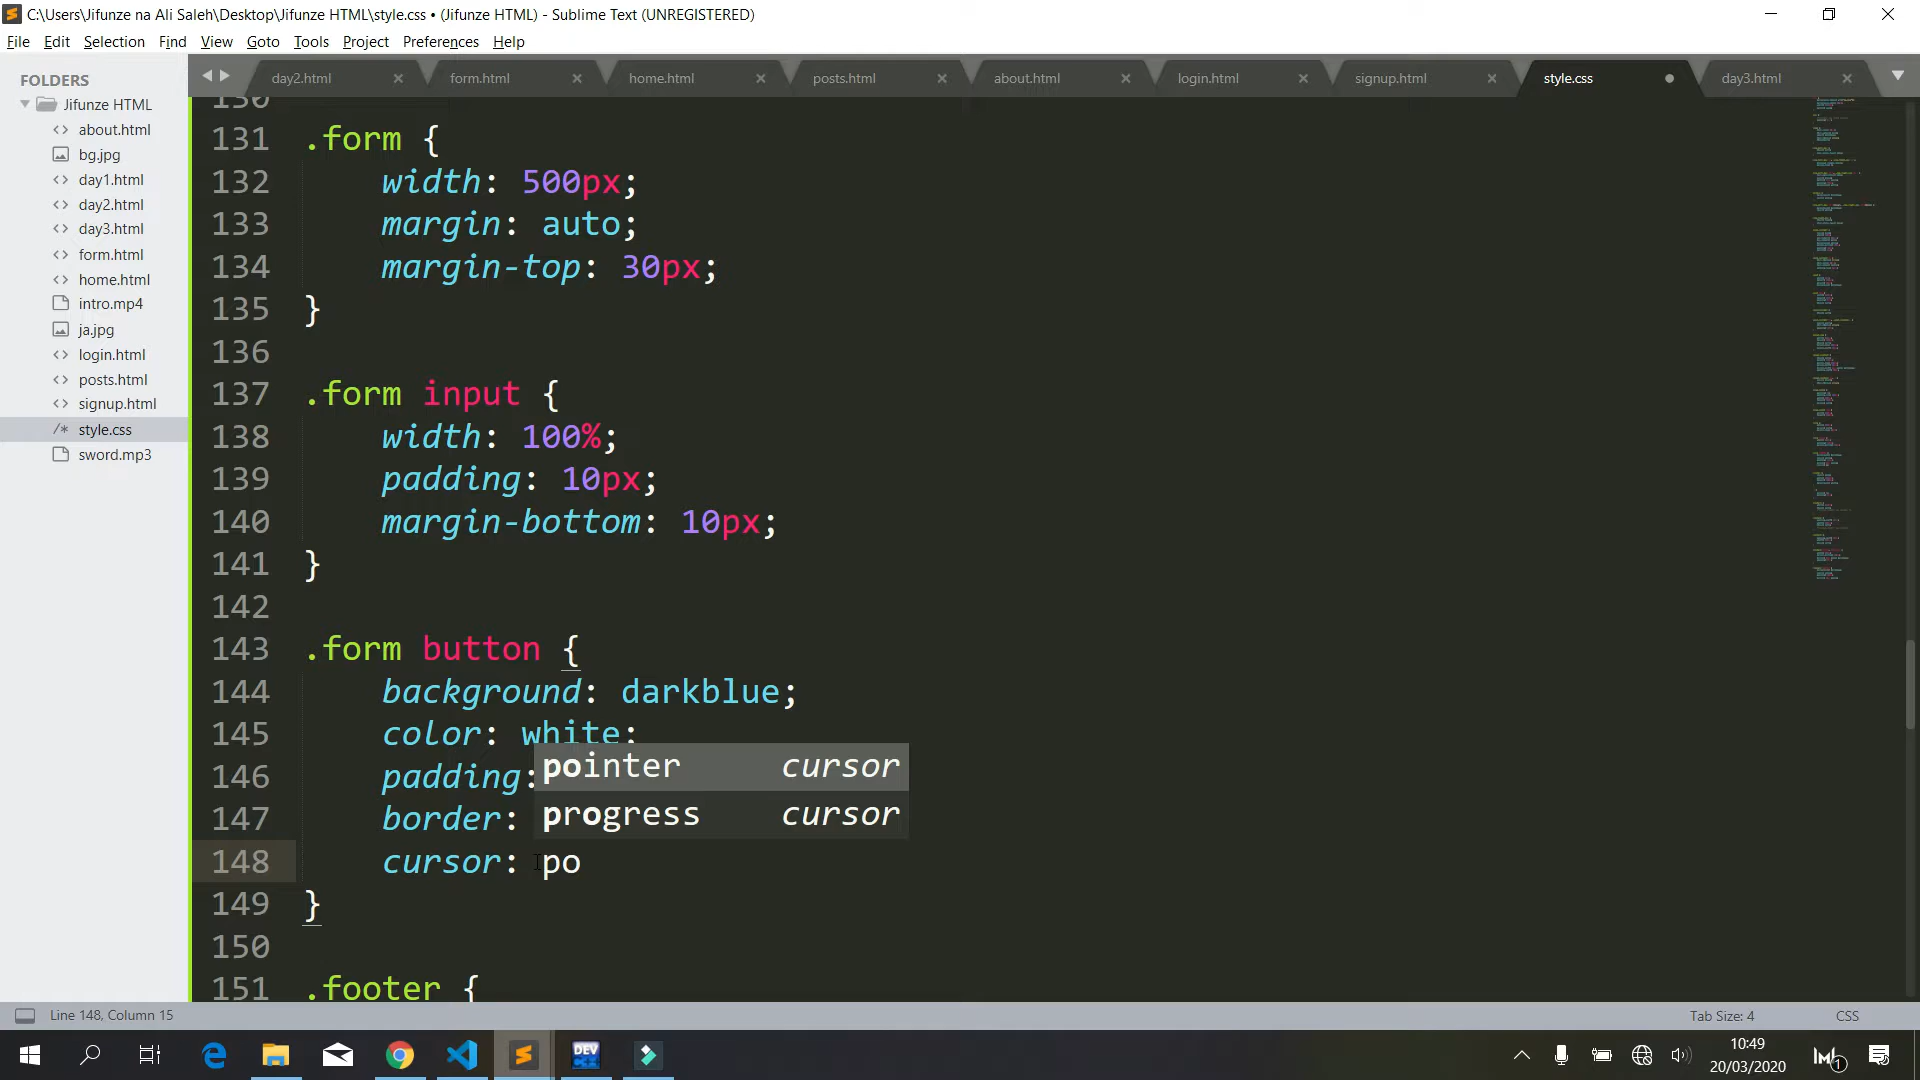 C:\Users\Jifunze na Ali Saleh\Desktop\Jifunze HTML\style.css • (Jifunze HTML) - Sublime Text (UNREGISTERED)
File Edit Selection Find View Goto Tools Project Preferences Help
FOLDERS
Jifunze HTML
about.html
bg.jpg
day1.html
day2.html
day3.html
form.html
home.html
intro.mp4
ja.jpg
login.html
posts.html
signup.html
/* style.css
sword.mp3
day2.html form.html home.html posts.html about.html login.html signup.html style.css day3.html
130
131 .form {
132 width: 500px;
133 margin: auto;
134 margin-top: 30px;
135 }
136
137 .form input {
138 width: 100%;
139 padding: 10px;
140 margin-bottom: 10px;
141 }
142
143 .form button {
144 background: darkblue;
145 color: white;
146 padding:
pointer cursor
147 border:
progress cursor
148 cursor: po
149 }
150
151 .footer {
Line 148, Column 15
Tab Size: 4
CSS
DEV C++
10:49
20/03/2020
1